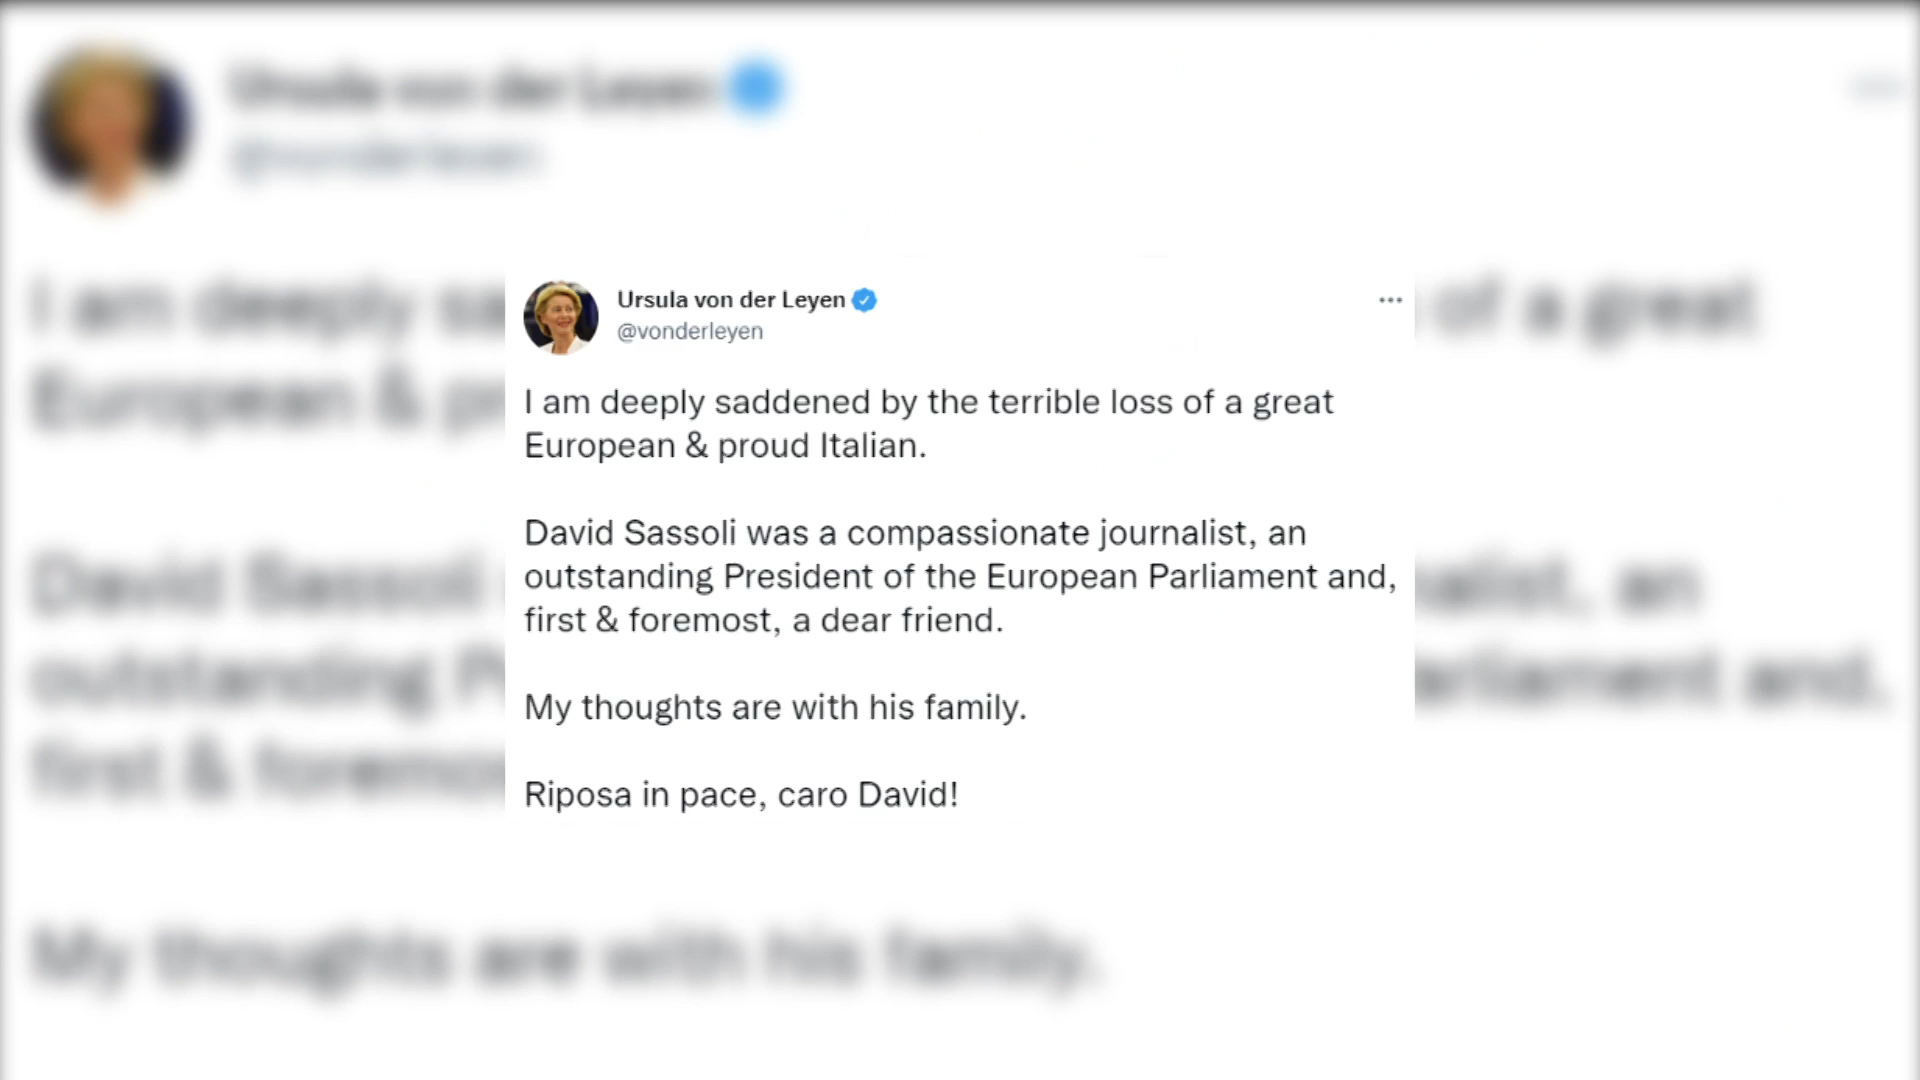 Ursula von der Leyen
@vonderleyen
I am deeply saddened by the terrible loss of a great
European & proud Italian.
David Sassoli was a compassionate journalist, an
outstanding President of the European Parliament and,
first & foremost, a dear friend.
My thoughts are with his family.
Riposa in pace, caro David!